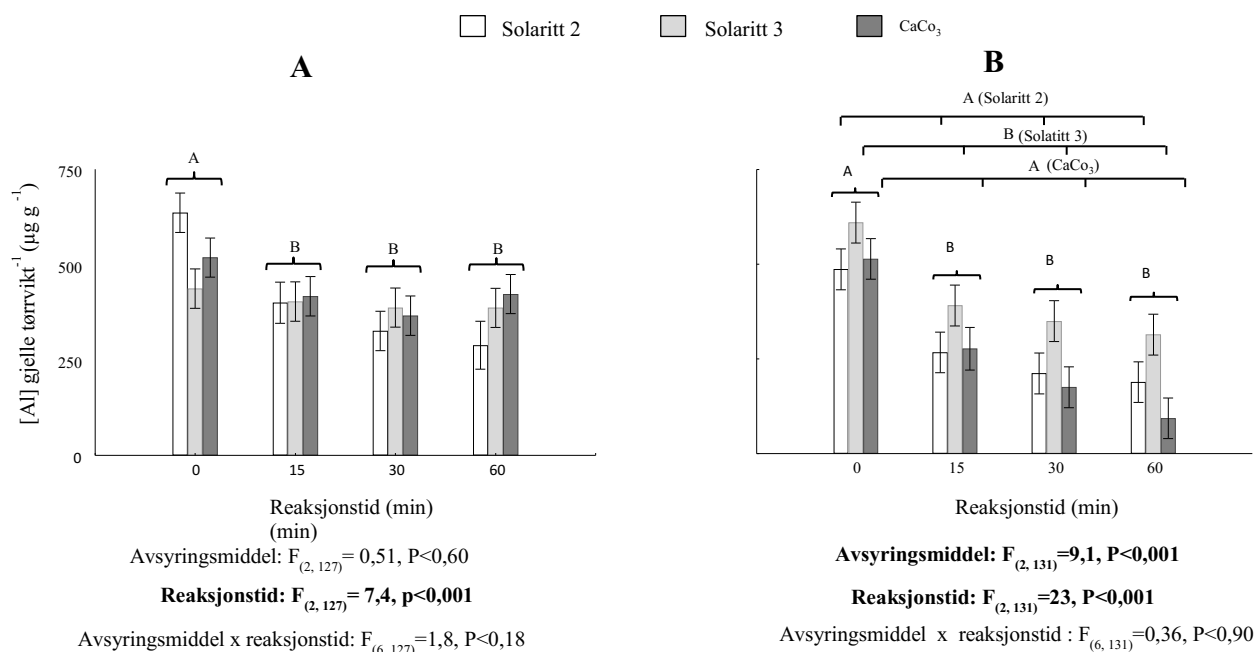 Solaritt 2 Solaritt 3 CaCo₃
A
A
B
B
B
750
500
250
0
[Al] gjelle tørrvikt⁻¹ (µg g⁻¹)
0 15 30 60
Reaksjonstid (min)
(min)
Avsyringsmiddel: F(2, 127)= 0,51, P<0,60
Reaksjonstid: F(2, 127)= 7,4, p<0,001
Avsyringsmiddel x reaksjonstid: F(6, 127)=1,8, P<0,18
B
A (Solaritt 2)
B (Solatitt 3)
A (CaCo₃)
A
B
B
B
0 15 30 60
Reaksjonstid (min)
Avsyringsmiddel: F(2, 131)=9,1, P<0,001
Reaksjonstid: F(2, 131)=23, P<0,001
Avsyringsmiddel x reaksjonstid : F(6, 131)=0,36, P<0,90